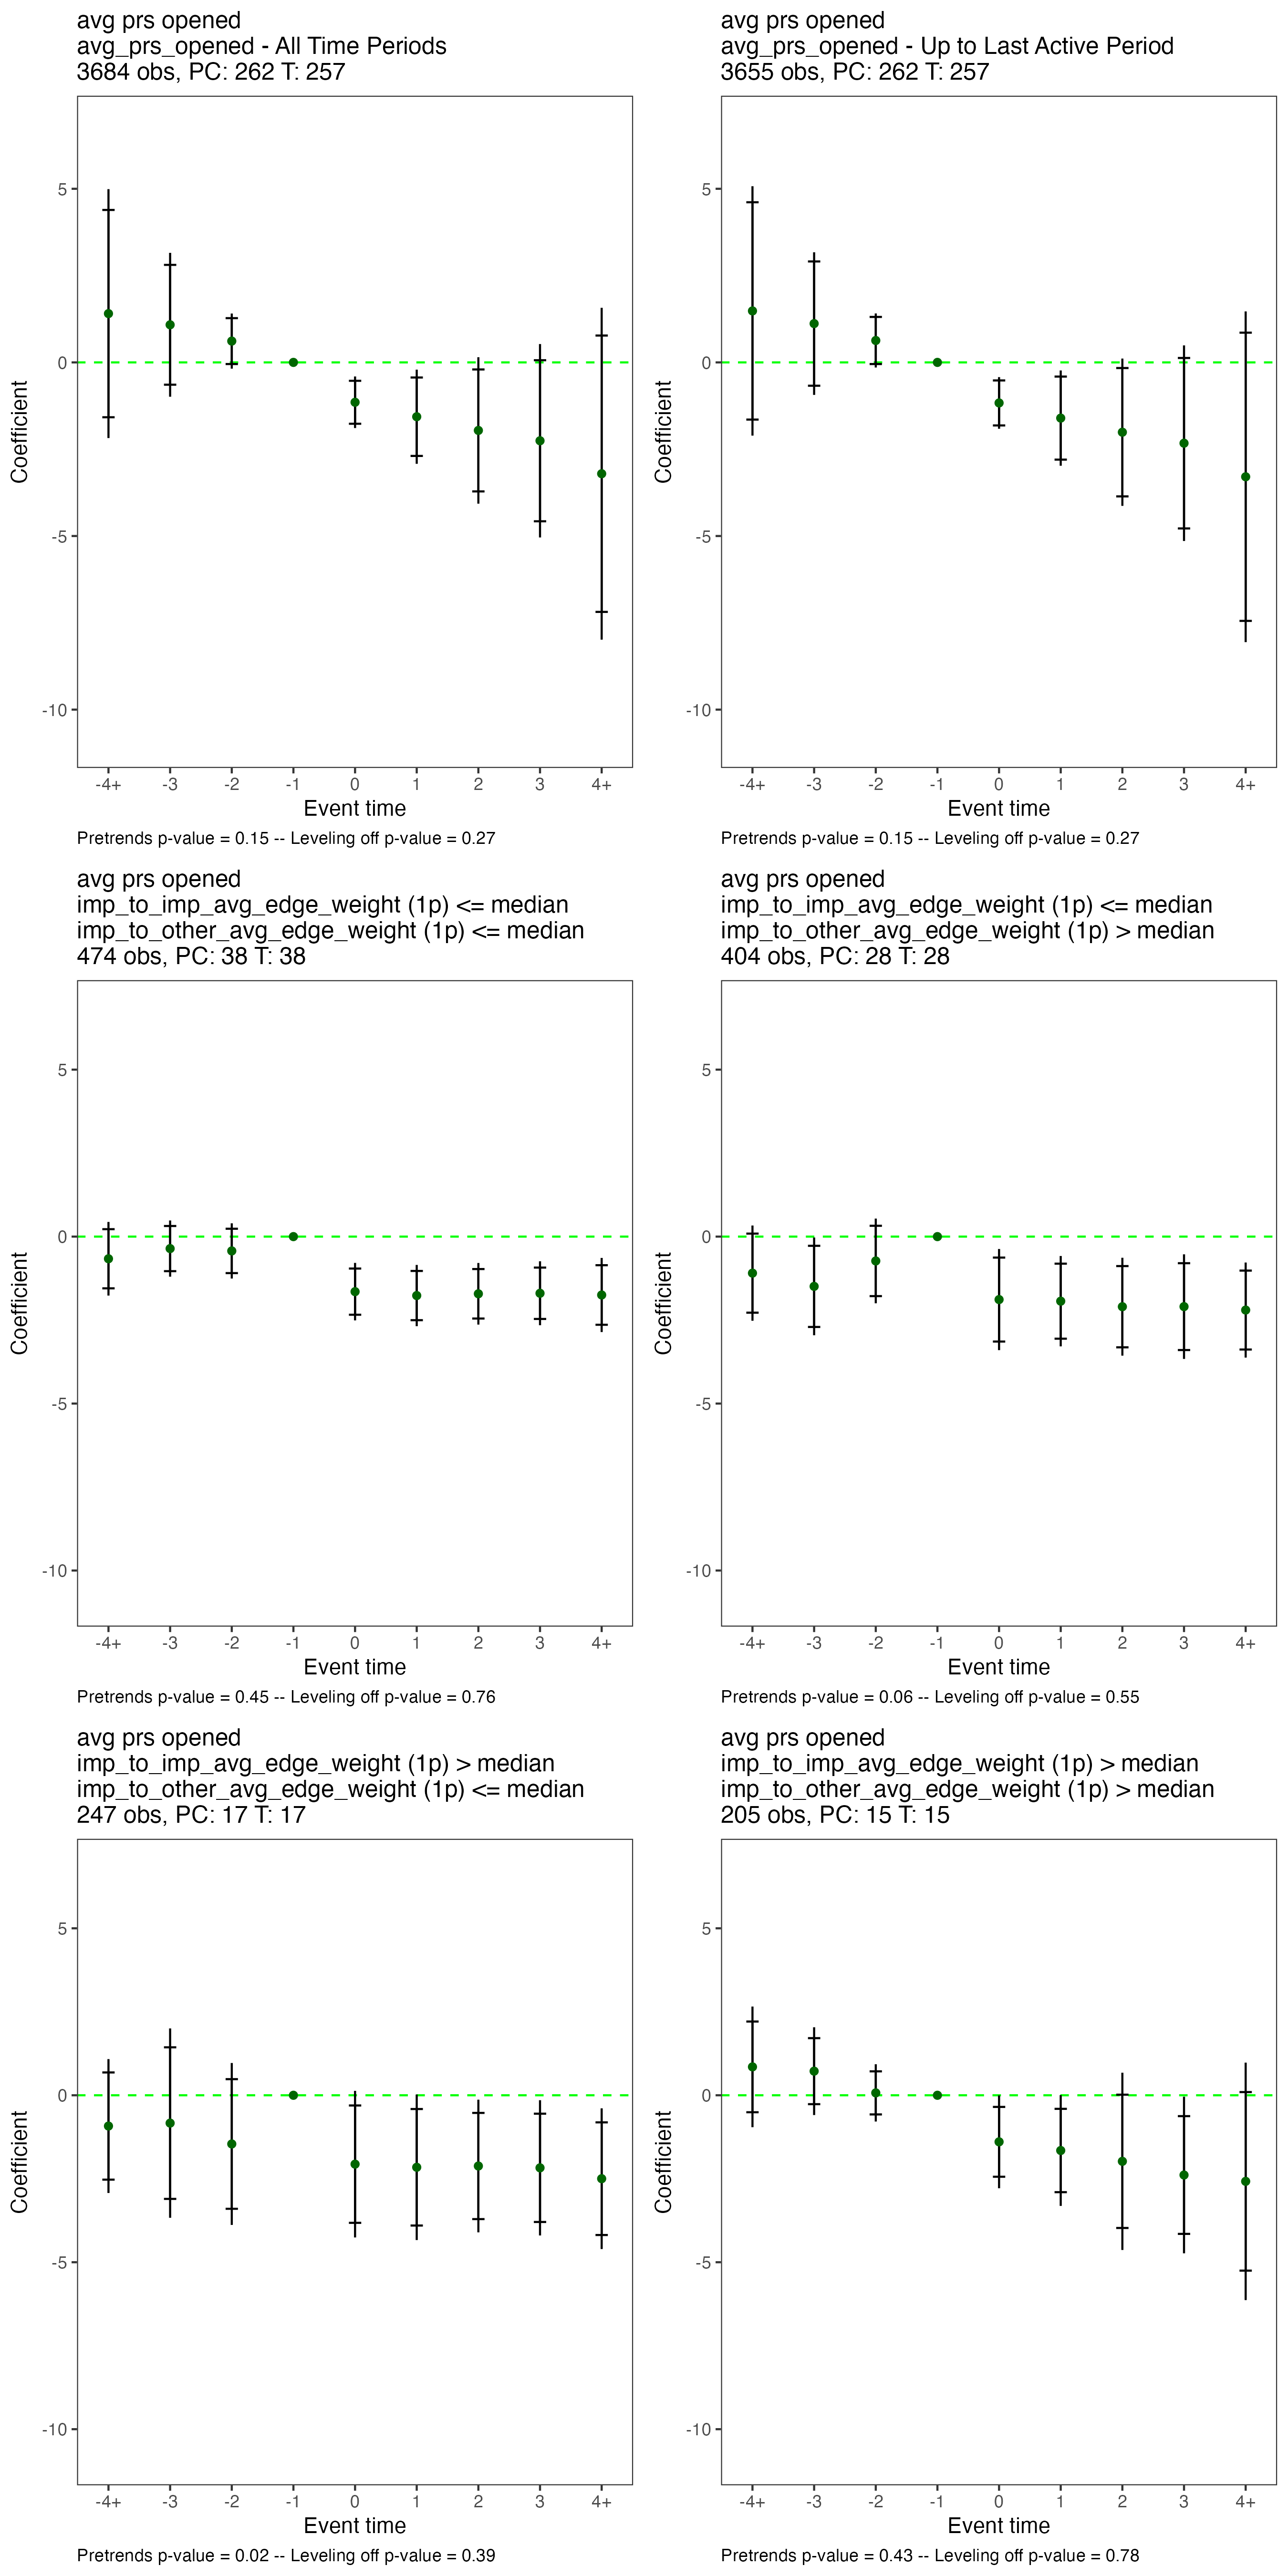 avg prs opened
avg_prs_opened - All Time Periods
3684 obs, PC: 262 T: 257
Coefficient
5
0
-5
-10
-4+ -3 -2 -1 0 1 2 3 4+
Event time
Pretrends p-value = 0.15 -- Leveling off p-value = 0.27
avg prs opened
avg_prs_opened - Up to Last Active Period
3655 obs, PC: 262 T: 257
Coefficient
5
0
-5
-10
-4+ -3 -2 -1 0 1 2 3 4+
Event time
Pretrends p-value = 0.15 -- Leveling off p-value = 0.27
avg prs opened
imp_to_imp_avg_edge_weight (1p) <= median
imp_to_other_avg_edge_weight (1p) <= median
474 obs, PC: 38 T: 38
Coefficient
5
0
-5
-10
-4+ -3 -2 -1 0 1 2 3 4+
Event time
Pretrends p-value = 0.45 -- Leveling off p-value = 0.76
avg prs opened
imp_to_imp_avg_edge_weight (1p) <= median
imp_to_other_avg_edge_weight (1p) > median
404 obs, PC: 28 T: 28
Coefficient
5
0
-5
-10
-4+ -3 -2 -1 0 1 2 3 4+
Event time
Pretrends p-value = 0.06 -- Leveling off p-value = 0.55
avg prs opened
imp_to_imp_avg_edge_weight (1p) > median
imp_to_other_avg_edge_weight (1p) <= median
247 obs, PC: 17 T: 17
Coefficient
5
0
-5
-10
-4+ -3 -2 -1 0 1 2 3 4+
Event time
Pretrends p-value = 0.02 -- Leveling off p-value = 0.39
avg prs opened
imp_to_imp_avg_edge_weight (1p) > median
imp_to_other_avg_edge_weight (1p) > median
205 obs, PC: 15 T: 15
Coefficient
5
0
-5
-10
-4+ -3 -2 -1 0 1 2 3 4+
Event time
Pretrends p-value = 0.43 -- Leveling off p-value = 0.78